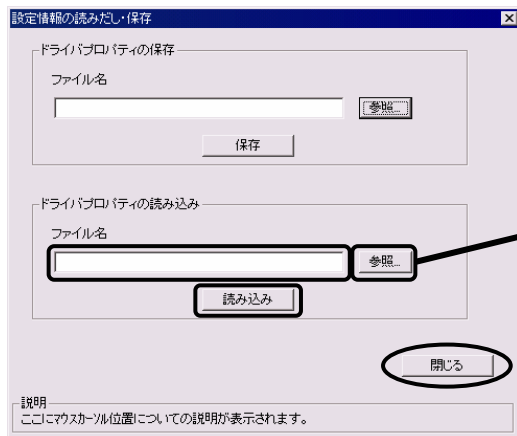 設定情報の読みだし・保存
ドライバプロパティの保存
ファイル名
参照...
保存
ドライバプロパティの読み込み
ファイル名
参照...
読み込み
閉じる
説明
ここにマウスカーソル位置についての説明が表示されます。